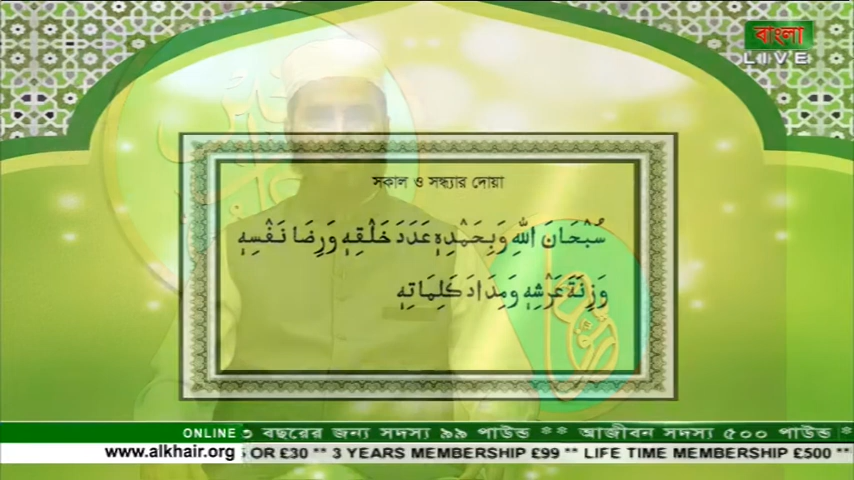 বাংলা
LIVE
সকাল ও সন্ধ্যার দোয়া
سُبْحَانَ اللهِ وَبِحَمْدِهٖ عَدَدَ خَلْقِهٖ وَرِضَا نَفْسِهٖ
وَزِنَةَ عَرْشِهٖ وَمِدَادَ كَلِمَاتِهٖ
ONLINE ৩ বছরের জন্য সদস্য ৯৯ পাউন্ড ** আজীবন সদস্য ৫০০ পাউন্ড *
www.alkhair.org OR £30 ** 3 YEARS MEMBERSHIP £99 ** LIFE TIME MEMBERSHIP £500 **